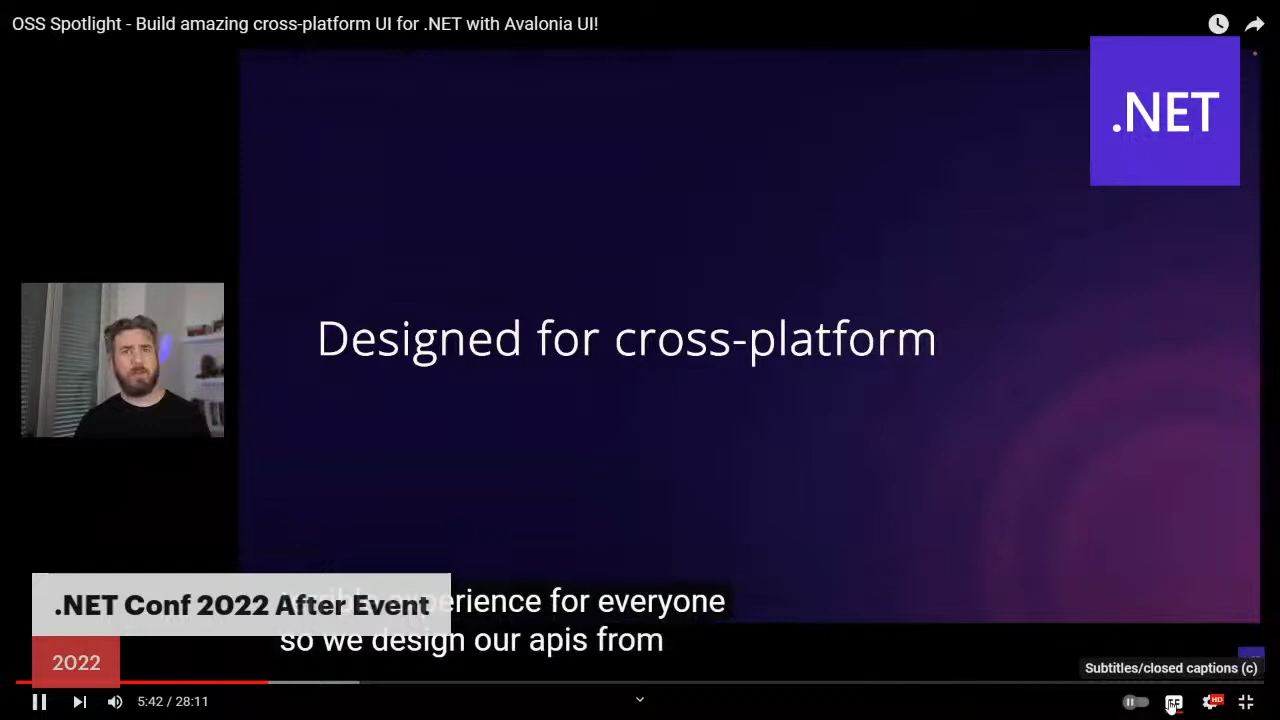 OSS Spotlight - Build amazing cross-platform UI for .NET with Avalonia UI!
.NET
Designed for cross-platform
.NET Conf 2022 After Event
experience for everyone
so we design our apis from
2022
Subtitles/closed captions (c)
5:42 / 28:11
HD